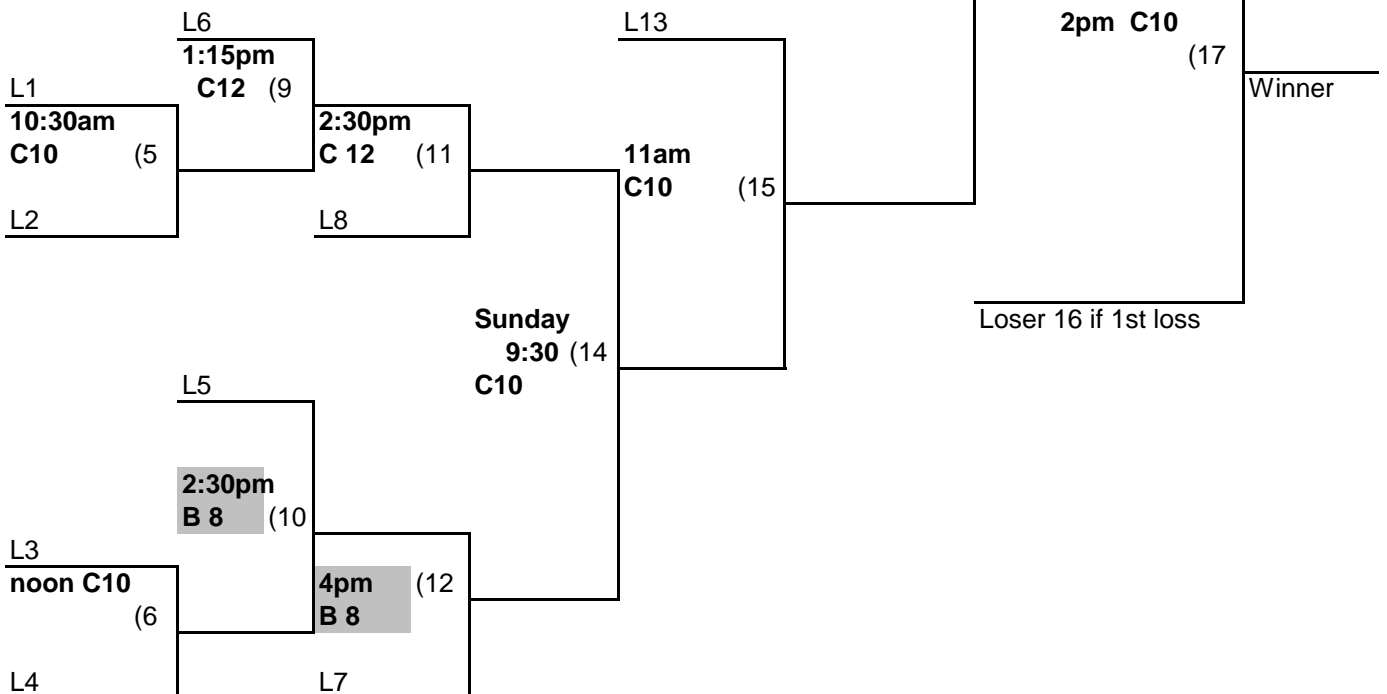 L6
L13
2pm C10
1:15pm
(17
C12 (9
L1
Winner
10:30am
2:30pm
C10 (5
C 12 (11
11am
C10 (15
L2
L8
Sunday
Loser 16 if 1st loss
9:30 (14
L5
C10
2:30pm
B 8 (10
L3
noon C10
4pm (12
(6
B 8
L4
L7